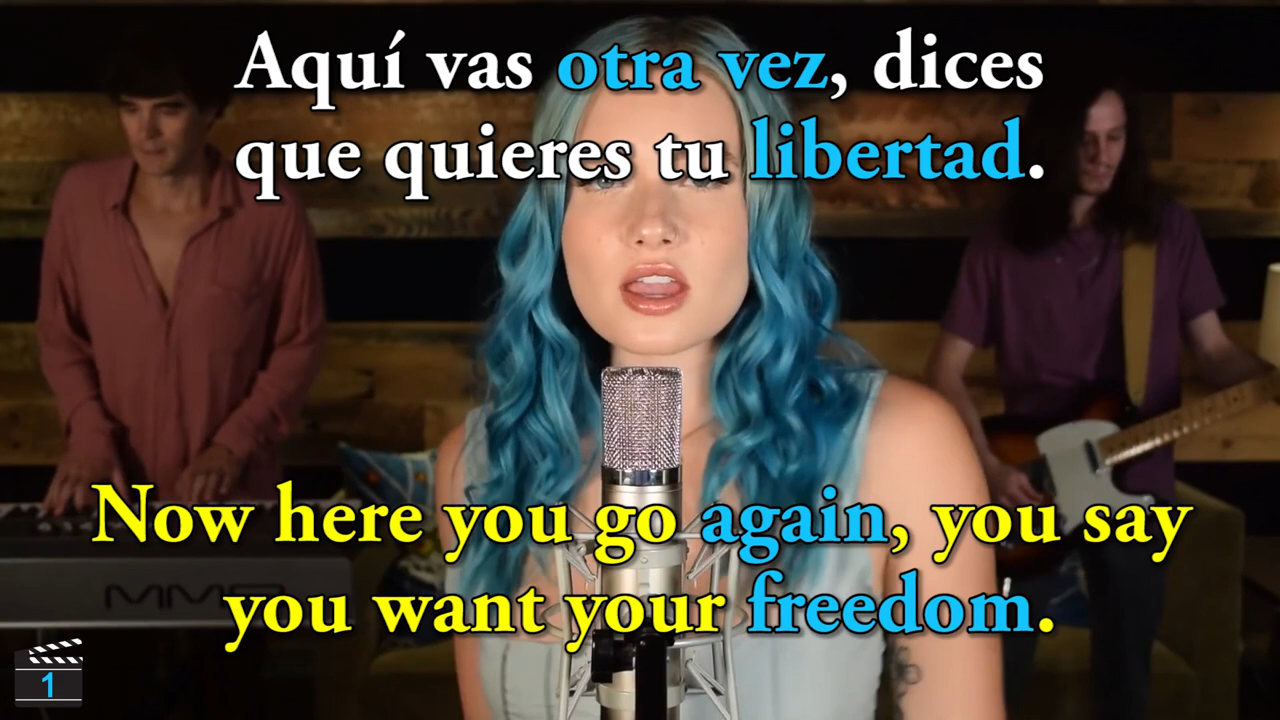 Aquí vas otra vez, dices
que quieres tu libertad.
Now here you go again, you say
you want your freedom.
1